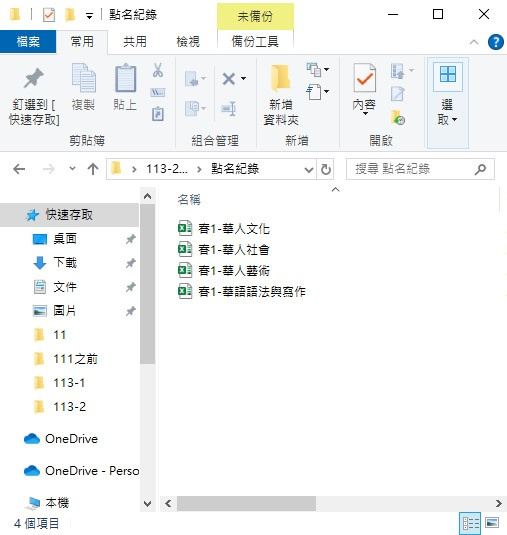 點名紀錄
未備份
檔案 常用 共用 檢視 備份工具
釘選到 [
快速存取]
複製
貼上
剪貼簿
組合管理
新增
資料夾
新增
內容
開啟
選
取
113-2... 點名紀錄
搜尋 點名紀錄
名稱
快速存取
桌面
下載
文件
圖片
11
111之前
113-1
113-2
OneDrive
OneDrive - Perso
本機
春1-華人文化
春1-華人社會
春1-華人藝術
春1-華語語法與寫作
4 個項目